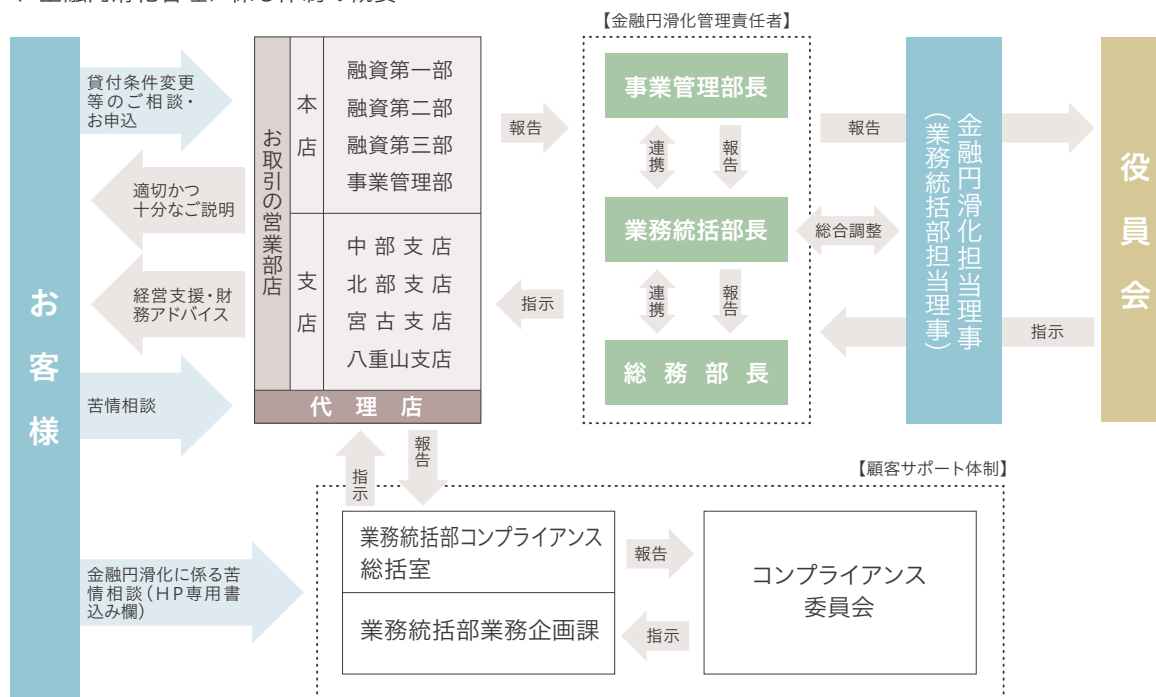 【金融円滑化管理責任者】
お客様
貸付条件変更
等のご相談・
お申込
適切かつ
十分なご説明
経営支援・財
務アドバイス
苦情相談
金融円滑化に係る苦
情相談（HP専用書
込み欄）
お取引の営業部店
本店
融資第一部
融資第二部
融資第三部
事業管理部
支店
中部支店
北部支店
宮古支店
八重山支店
代理店
報告
指示
事業管理部長
連携
報告
業務統括部長
連携
報告
総務部長
報告
総合調整
指示
金融円滑化担当理事
（業務統括部担当理事）
役員会
指示
報告
【顧客サポート体制】
業務統括部コンプライアンス
総括室
業務統括部業務企画課
報告
指示
コンプライアンス
委員会